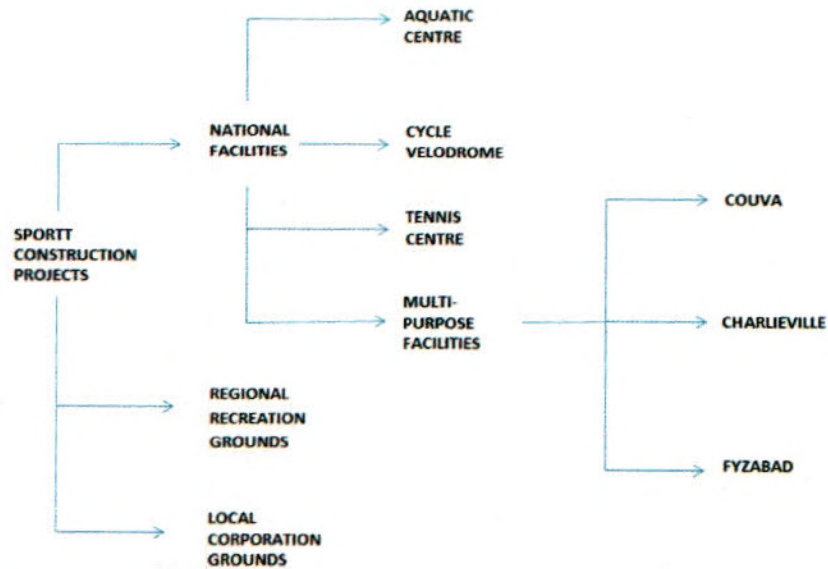 AQUATIC
CENTRE
NATIONAL
FACILITIES
CYCLE
VELODROME
SPORTT
CONSTRUCTION
PROJECTS
TENNIS
CENTRE
MULTI-
PURPOSE
FACILITIES
COUVA
CHARLIEVILLE
FYZABAD
REGIONAL
RECREATION
GROUNDS
LOCAL
CORPORATION
GROUNDS